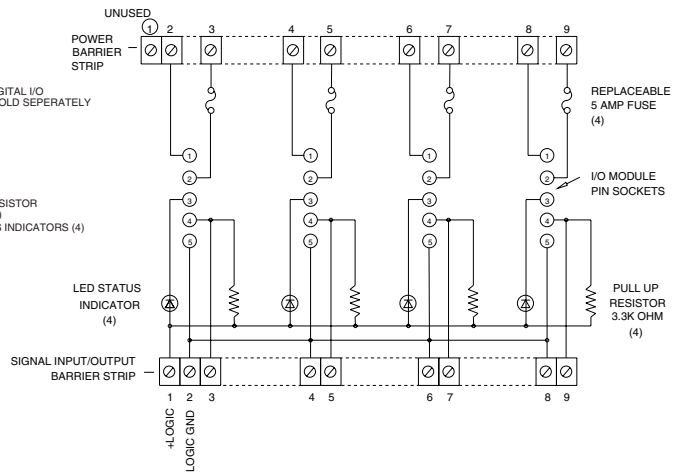 UNUSED
1 2 3 4 5 6 7 8 9
POWER
BARRIER
STRIP
GITAL I/O
OLD SEPERATELY
REPLACEABLE
5 AMP FUSE
(4)
1 1 1 1
2 2 2 2
I/O MODULE
PIN SOCKETS
3 3 3 3
ESISTOR
)
S INDICATORS (4)
4 4 4 4
5 5 5 5
LED STATUS
INDICATOR
(4)
PULL UP
RESISTOR
3.3K OHM
(4)
SIGNAL INPUT/OUTPUT
BARRIER STRIP
1 2 3 4 5 6 7 8 9
+LOGIC
LOGIC GND